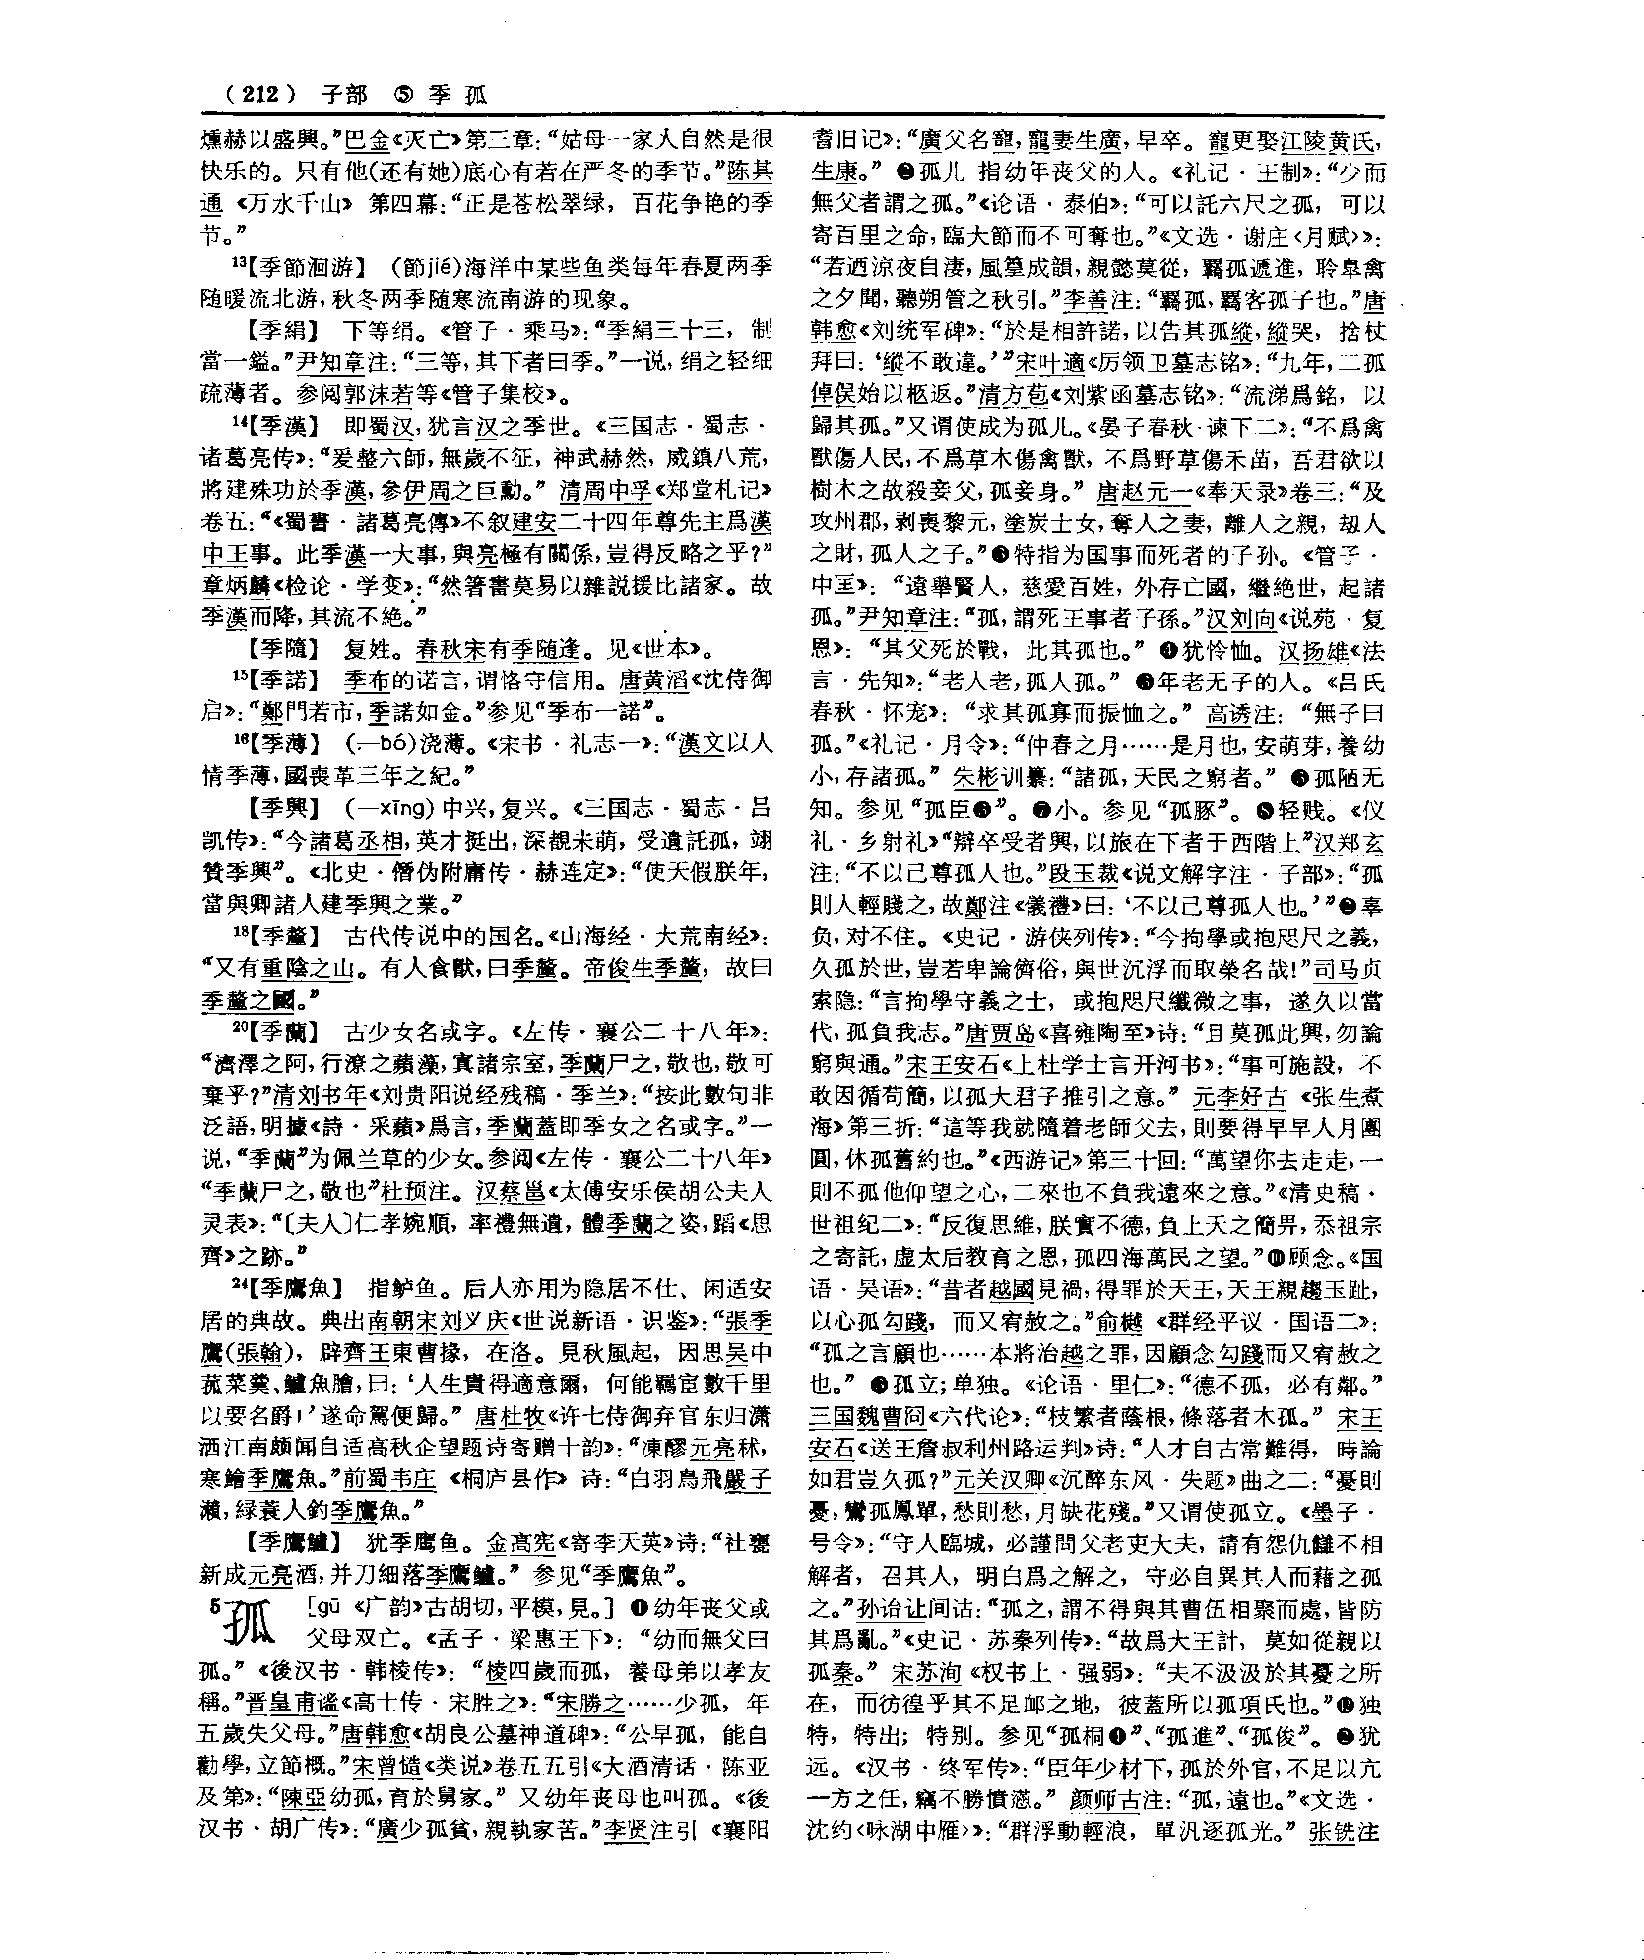 （212） 子部 ⑤ 季 孤
燻赫以盛興。”巴金《灭亡》第三章：“姑母一家人自然是很
快乐的。只有他（还有她）底心有若在严冬的季节。”陈其
通《万水千山》第四幕：“正是苍松翠绿，百花争艳的季
节。”
¹³【季節洄游】（節jié）海洋中某些鱼类每年春夏两季
随暖流北游，秋冬两季随寒流南游的现象。
【季絹】 下等绢。《管子·乘马》：“季絹三十三，制
當一鎰。”尹知章注：“三等，其下者曰季。”一说，绢之轻细
疏薄者。参阅郭沫若等《管子集校》。
¹⁴【季漢】 即蜀汉，犹言汉之季世。《三国志·蜀志·
诸葛亮传》：“爰整六師，無歲不征，神武赫然，威鎮八荒，
將建殊功於季漢，參伊周之巨勳。”清周中孚《郑堂札记》
卷五：“《蜀書·諸葛亮傳》不叙建安二十四年尊先主爲漢
中王事。此季漢一大事，與亮極有關係，豈得反略之乎？”
章炳麟《检论·学变》：“然箸書莫易以雜説援比諸家。故
季漢而降，其流不絶。”
【季隨】 复姓。春秋宋有季随逢。见《世本》。
¹⁵【季諾】 季布的诺言，谓恪守信用。唐黄滔《沈侍御
启》：“鄭門若市，季諾如金。”参见“季布一諾”。
¹⁶【季薄】（—bó）浇薄。《宋书·礼志一》：“漢文以人
情季薄，國喪革三年之紀。”
【季興】（—xīng）中兴，复兴。《三国志·蜀志·吕
凯传》：“今諸葛丞相，英才挺出，深覩未萌，受遺託孤，翊
贊季興”。《北史·僭伪附庸传·赫连定》：“使天假朕年，
當與卿諸人建季興之業。”
¹⁸【季釐】 古代传说中的国名。《山海经·大荒南经》：
“又有重陰之山。有人食獸，曰季釐。帝俊生季釐，故曰
季釐之國。”
²⁰【季蘭】 古少女名或字。《左传·襄公二十八年》：
“濟澤之阿，行潦之蘋藻，寘諸宗室，季蘭尸之，敬也，敬可
棄乎？”清刘书年《刘贵阳说经残稿·季兰》：“按此數句非
泛語，明據《詩·采蘋》爲言，季蘭蓋即季女之名或字。”一
说，“季蘭”为佩兰草的少女。参阅《左传·襄公二十八年》
“季蘭尸之，敬也”杜预注。汉蔡邕《太傅安乐侯胡公夫人
灵表》：“〔夫人〕仁孝婉順，率禮無遺，體季蘭之姿，蹈《思
齊》之跡。”
²⁴【季鷹魚】 指鲈鱼。后人亦用为隐居不仕、闲适安
居的典故。典出南朝宋刘义庆《世说新语·识鉴》：“張季
鷹（張翰），辟齊王東曹掾，在洛。見秋風起，因思吴中
菰菜羹、鱸魚膾，曰：‘人生貴得適意爾，何能羈宦數千里
以要名爵！’遂命駕便歸。”唐杜牧《许七侍御弃官东归潇
洒江南颇闻自适高秋企望题诗寄赠十韵》：“凍醪元亮秫，
寒鱠季鷹魚。”前蜀韦庄《桐庐县作》诗：“白羽鳥飛嚴子
瀨，緑蓑人釣季鷹魚。”
【季鷹鱸】 犹季鹰鱼。金高宪《寄李天英》诗：“社甕
新成元亮酒，并刀細落季鷹鱸。”参见“季鷹魚”。
⁵孤 ［gū《广韵》古胡切，平模，見。］❶幼年丧父或
父母双亡。《孟子·梁惠王下》：“幼而無父曰
孤。”《後汉书·韩棱传》：“棱四歲而孤，養母弟以孝友
稱。”晋皇甫谧《高士传·宋胜之》：“宋勝之……少孤，年
五歲失父母。”唐韩愈《胡良公墓神道碑》：“公早孤，能自
勸學，立節概。”宋曾慥《类说》卷五五引《大酒清话·陈亚
及第》：“陳亞幼孤，育於舅家。”又幼年丧母也叫孤。《後
汉书·胡广传》：“廣少孤貧，親執家苦。”李贤注引《襄阳
耆旧记》：“廣父名寵，寵妻生廣，早卒。寵更娶江陵黄氏，
生康。”❷孤儿 指幼年丧父的人。《礼记·王制》：“少而
無父者謂之孤。”《论语·泰伯》：“可以託六尺之孤，可以
寄百里之命，臨大節而不可奪也。”《文选·谢庄〈月赋〉》：
“若迺涼夜自淒，風篁成韻，親懿莫從，羈孤遞進，聆皋禽
之夕聞，聽朔管之秋引。”李善注：“羈孤，羈客孤子也。”唐
韩愈《刘统军碑》：“於是相許諾，以告其孤縱，縱哭，捨杖
拜曰：‘縱不敢違。’”宋叶適《厉领卫墓志铭》：“九年，二孤
倬俣始以柩返。”清方苞《刘紫函墓志铭》：“流涕爲銘，以
歸其孤。”又谓使成为孤儿。《晏子春秋·谏下二》：“不爲禽
獸傷人民，不爲草木傷禽獸，不爲野草傷禾苗，吾君欲以
樹木之故殺妾父，孤妾身。”唐赵元一《奉天录》卷三：“及
攻州郡，剥喪黎元，塗炭士女，奪人之妻，離人之親，刼人
之財，孤人之子。”❸特指为国事而死者的子孙。《管子·
中匡》：“遠舉賢人，慈愛百姓，外存亡國，繼絶世，起諸
孤。”尹知章注：“孤，謂死王事者子孫。”汉刘向《说苑·复
恩》：“其父死於戰，此其孤也。”❹犹怜恤。汉扬雄《法
言·先知》：“老人老，孤人孤。”❺年老无子的人。《吕氏
春秋·怀宠》：“求其孤寡而振恤之。”高诱注：“無子曰
孤。”《礼记·月令》：“仲春之月……是月也，安萌芽，養幼
小，存諸孤。”朱彬训纂：“諸孤，天民之窮者。”❻孤陋无
知。参见“孤臣❸”。❼小。参见“孤豚”。❽轻贱。《仪
礼·乡射礼》“辯卒受者興，以旅在下者于西階上”汉郑玄
注：“不以己尊孤人也。”段玉裁《说文解字注·子部》：“孤
則人輕賤之，故鄭注《義禮》曰：‘不以己尊孤人也。’”❾辜
负，对不住。《史记·游侠列传》：“今拘學或抱咫尺之義，
久孤於世，豈若卑論儕俗，與世沉浮而取榮名哉！”司马贞
索隐：“言拘學守義之士，或抱咫尺纖微之事，遂久以當
代，孤負我志。”唐贾岛《喜雍陶至》诗：“且莫孤此興，勿論
窮與通。”宋王安石《上杜学士言开河书》：“事可施設，不
敢因循苟簡，以孤大君子推引之意。”元李好古《张生煮
海》第三折：“這等我就隨着老師父去，則要得早早人月團
圓，休孤舊約也。”《西游记》第三十回：“萬望你去走走，一
則不孤他仰望之心，二來也不負我遠來之意。”《清史稿·
世祖纪二》：“反復思維，朕實不德，負上天之簡畀，忝祖宗
之寄託，虚太后教育之恩，孤四海萬民之望。”❿顾念。《国
语·吴语》：“昔者越國見禍，得罪於天王，天王親趨玉趾，
以心孤勾踐，而又宥赦之。”俞樾《群经平议·国语二》：
“孤之言顧也……本將治越之罪，因顧念勾踐而又宥赦之
也。”⓫孤立；单独。《论语·里仁》：“德不孤，必有鄰。”
三国魏曹冏《六代论》：“枝繁者蔭根，條落者木孤。”宋王
安石《送王詹叔利州路运判》诗：“人才自古常難得，時論
如君豈久孤？”元关汉卿《沉醉东风·失题》曲之二：“憂則
憂，鸞孤鳳單，愁則愁，月缺花殘。”又谓使孤立。《墨子·
号令》：“守人臨城，必謹問父老吏大夫，請有怨仇讎不相
解者，召其人，明白爲之解之，守必自異其人而藉之孤
之。”孙诒让间诂：“孤之，謂不得與其曹伍相聚而處，皆防
其爲亂。”《史记·苏秦列传》：“故爲大王計，莫如從親以
孤秦。”宋苏洵《权书上·强弱》：“夫不汲汲於其憂之所
在，而彷徨乎其不足卹之地，彼蓋所以孤項氏也。”⓬独
特，特出；特别。参见“孤桐❶”、“孤進”、“孤俊”。⓭犹
远。《汉书·终军传》：“臣年少材下，孤於外官，不足以亢
一方之任，竊不勝憤懣。”颜师古注：“孤，遠也。”《文选·
沈约〈咏湖中雁〉》：“群浮動輕浪，單汎逐孤光。”张铣注